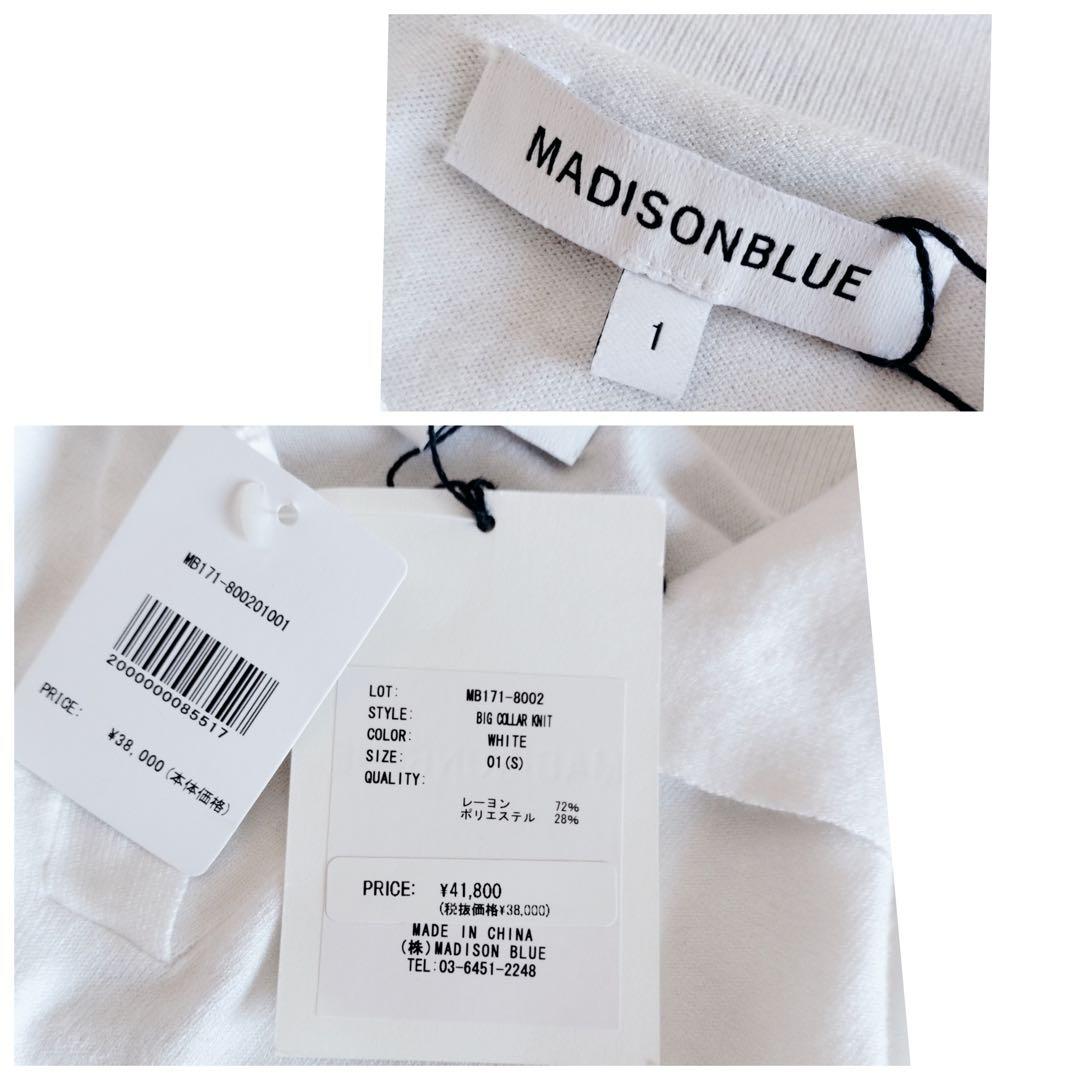 MADISONBLUE
1
MB171-800201001
2000000085517
PRICE:
¥38,000(本体価格)
LOT: MB171-8002
STYLE: BIG COLLAR KNIT
COLOR: WHITE
SIZE: 01(S)
QUALITY:
レーヨン 72%
ポリエステル 28%
PRICE: ¥41,800
(税抜価格¥38,000)
MADE IN CHINA
(株)MADISON BLUE
TEL:03-6451-2248